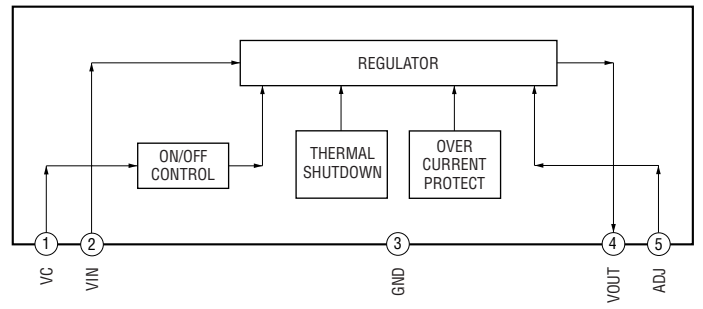 REGULATOR
ON/OFF
CONTROL
THERMAL
SHUTDOWN
OVER
CURRENT
PROTECT
1
2
3
4
5
VC
VIN
GND
VOUT
ADJ